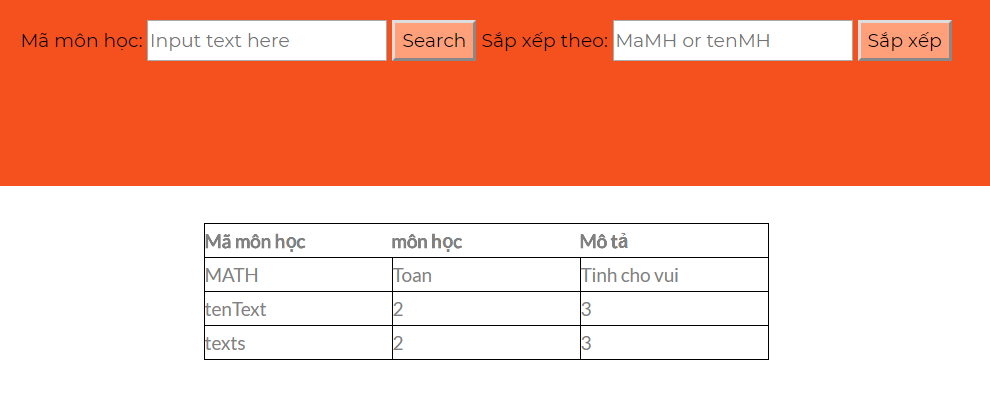 Mã môn học: Input text here Search Sắp xếp theo: MaMH or tenMH Sắp xếp
Mã môn học môn học Mô tả
MATH Toan Tinh cho vui
tenText 2 3
texts 2 3